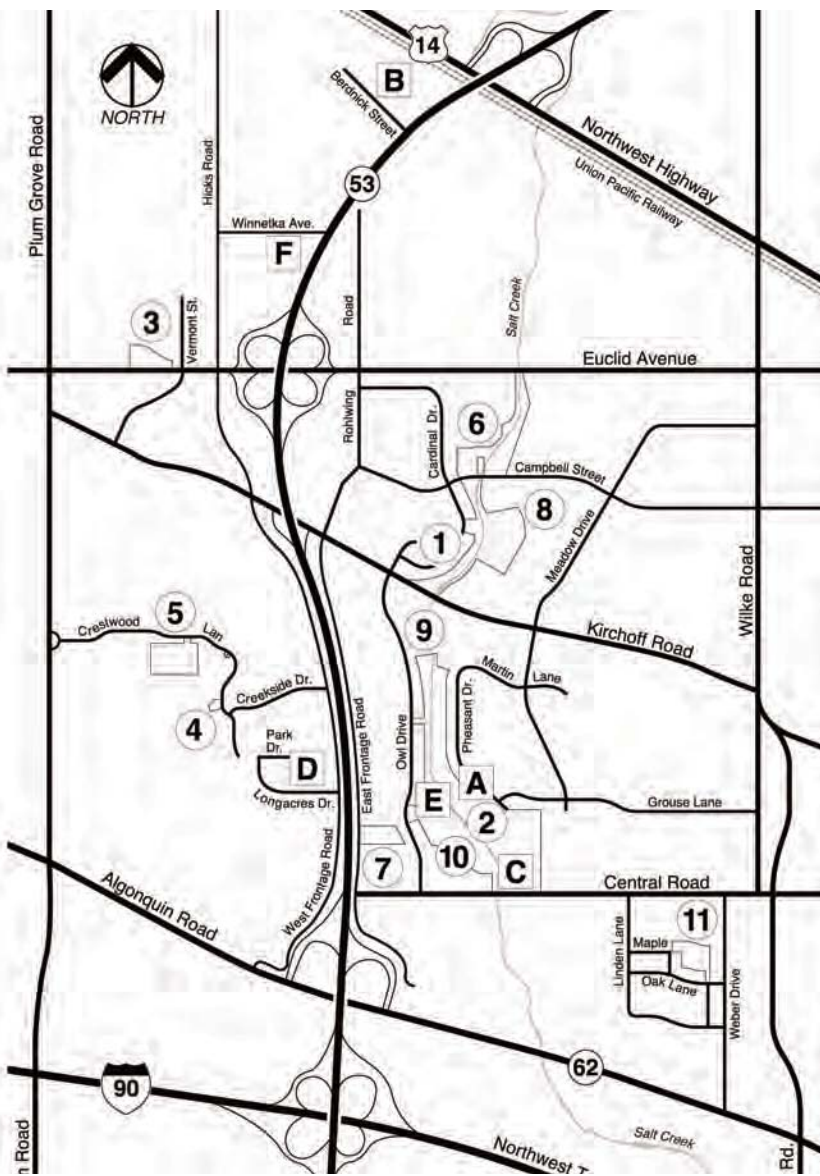 14
B
Berdnick Street
NORTH
Plum Grove Road
Hicks Road
Northwest Highway
Union Pacific Railway
53
Winnetka Ave.
F
Salt Creek
3
Vermont St.
Road
Euclid Avenue
Rohlwing
Cardinal Dr.
6
Campbell Street
8
1
Meadow Drive
Wilke Road
5
Crestwood
Lan
9
Kirchoff Road
Martin
Lane
Creekside Dr.
4
Pheasant Dr.
Park
Dr.
D
East Frontage Road
Owl Drive
A
E
Longacres Dr.
2
Grouse Lane
7
10
C
West Frontage Road
Central Road
Algonquin Road
11
Linden Lane
Maple
Oak Lane
Weber Drive
62
90
Salt Creek
Northwest
Road
Rd.